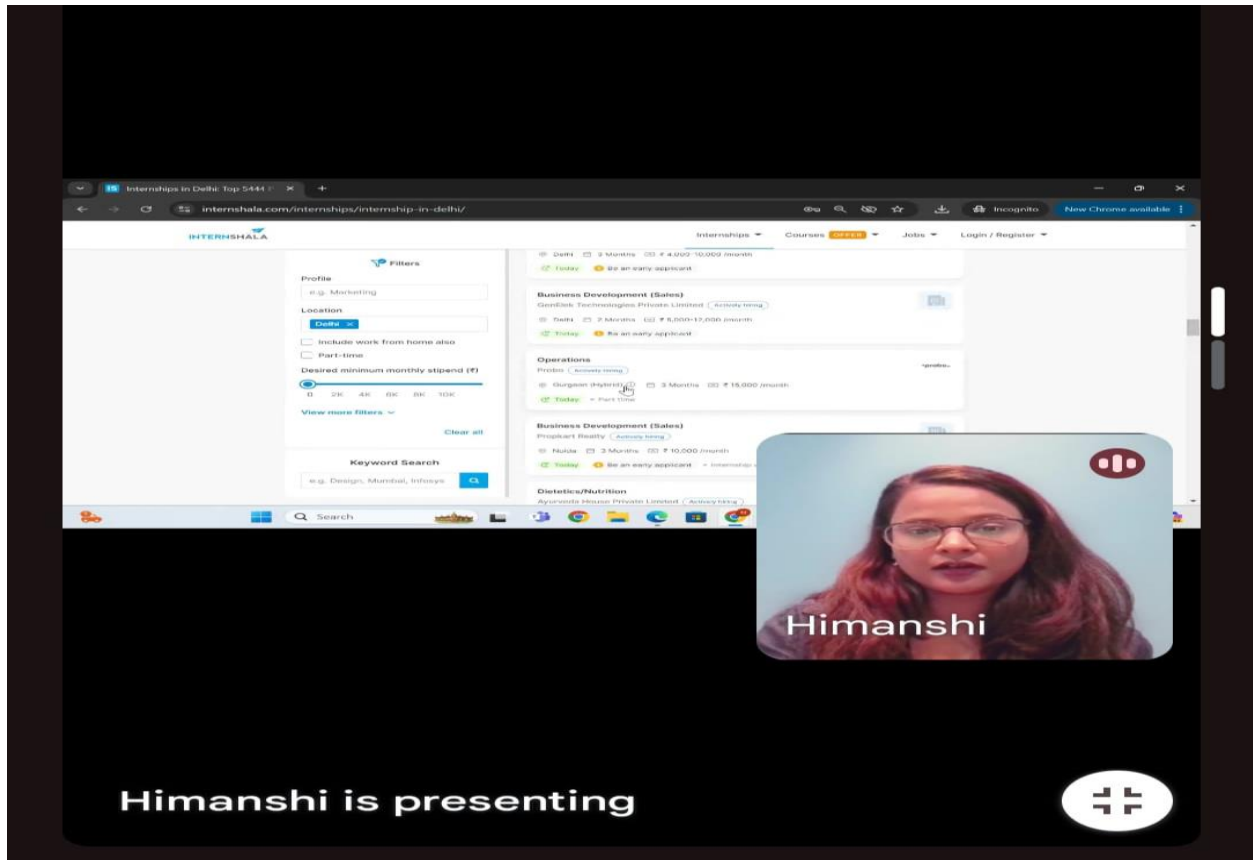 Internships in Delhi: Top 5444
internshala.com/internships/internship-in-delhi/
Incognito
New Chrome available
INTERNSHALA
Internships
Courses OFFER
Jobs
Login / Register
Filters
Profile
e.g. Marketing
Location
Delhi ×
Include work from home also
Part-time
Desired minimum monthly stipend (₹)
0 2K 4K 6K 8K 10K
View more filters
Clear all
Keyword Search
e.g. Design, Mumbai, Infosys
Delhi 3 Months ₹ 4,000-10,000 /month
Today Be an early applicant
Business Development (Sales)
Technologies Private Limited Actively hiring
Delhi 2 Months ₹ 5,000-12,000 /month
Today Be an early applicant
Operations
Probo Actively hiring
Gurgaon (Hybrid) 3 Months ₹ 15,000 /month
Today • Part time
Business Development (Sales)
Propkart Realty Actively hiring
Noida 3 Months ₹ 10,000 /month
Today Be an early applicant
Dietetics/Nutrition
Ayurveda House Private Limited Actively hiring
Search
Himanshi
Himanshi is presenting